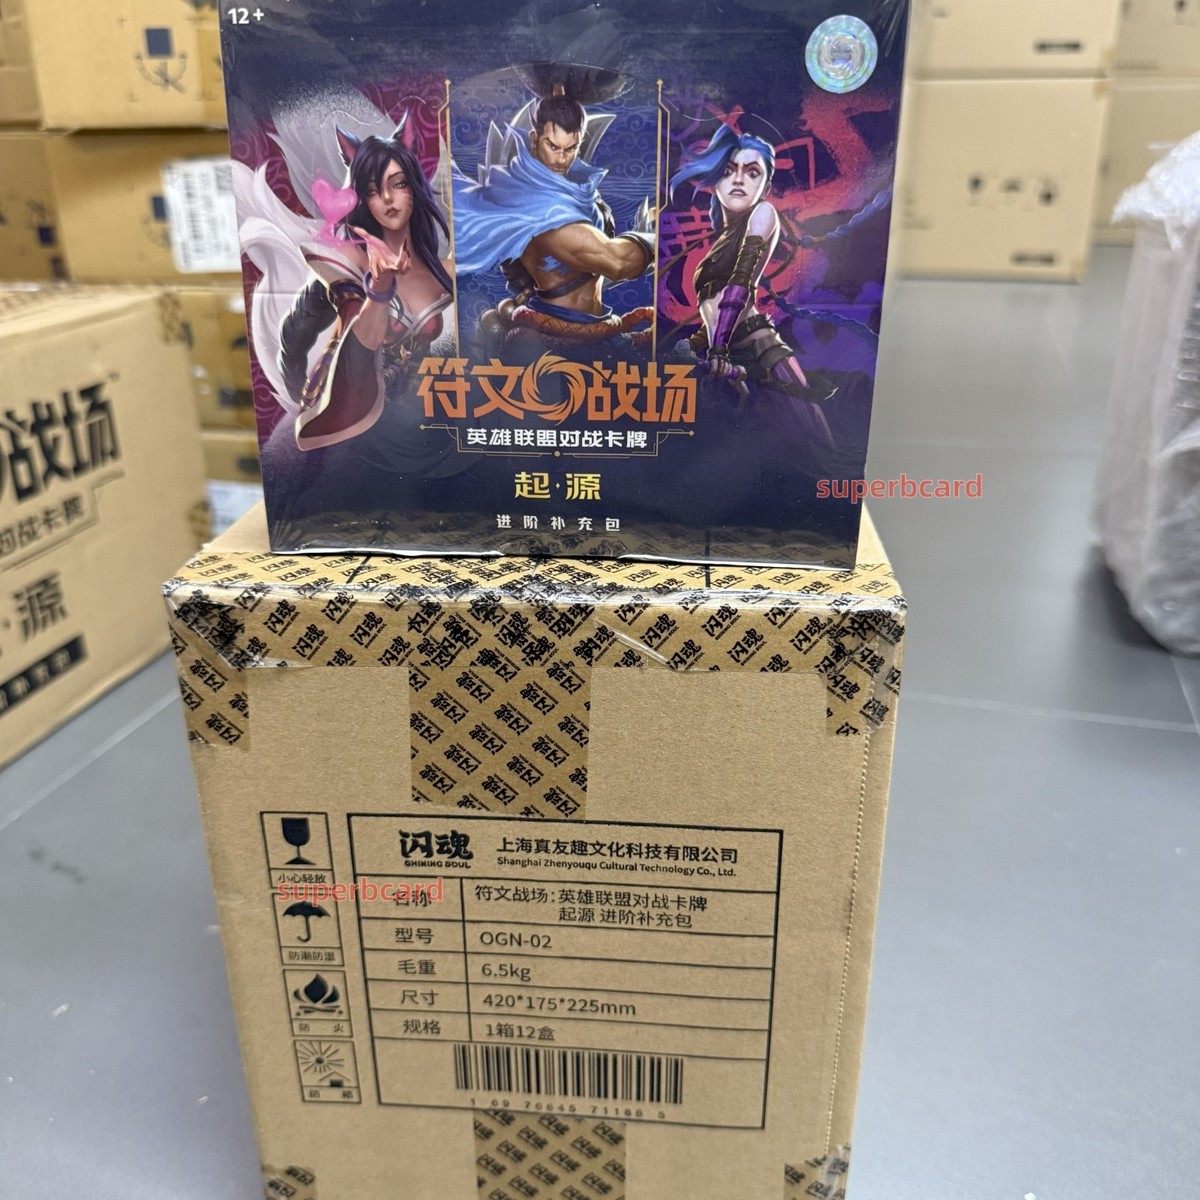 12+
符文战场
英雄联盟对战卡牌
起·源
进阶补充包
superbcard
战场
对战卡牌
·源
闪魂
SHINING SOUL
上海真友趣文化科技有限公司
Shanghai Zhenyouqu Cultural Technology Co., Ltd.
小心轻放
superbcard
名称
符文战场：英雄联盟对战卡牌
起源 进阶补充包
防潮防湿
型号
OGN-02
毛重
6.5kg
防 火
尺寸
420*175*225mm
规格
1箱12盒